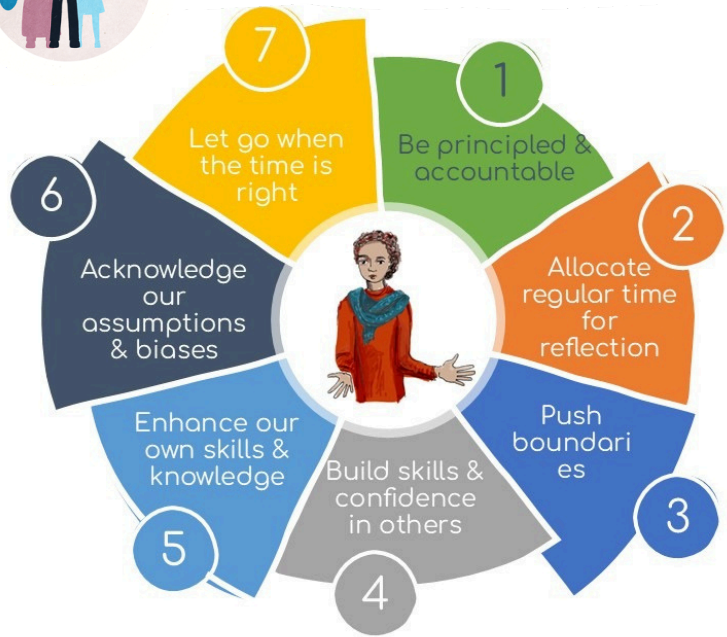 1
Be principled &
accountable
2
Allocate
regular time
for
reflection
3
Push
boundari
es
4
Build skills &
confidence
in others
5
Enhance our
own skills &
knowledge
6
Acknowledge
our
assumptions
& biases
7
Let go when
the time is
right